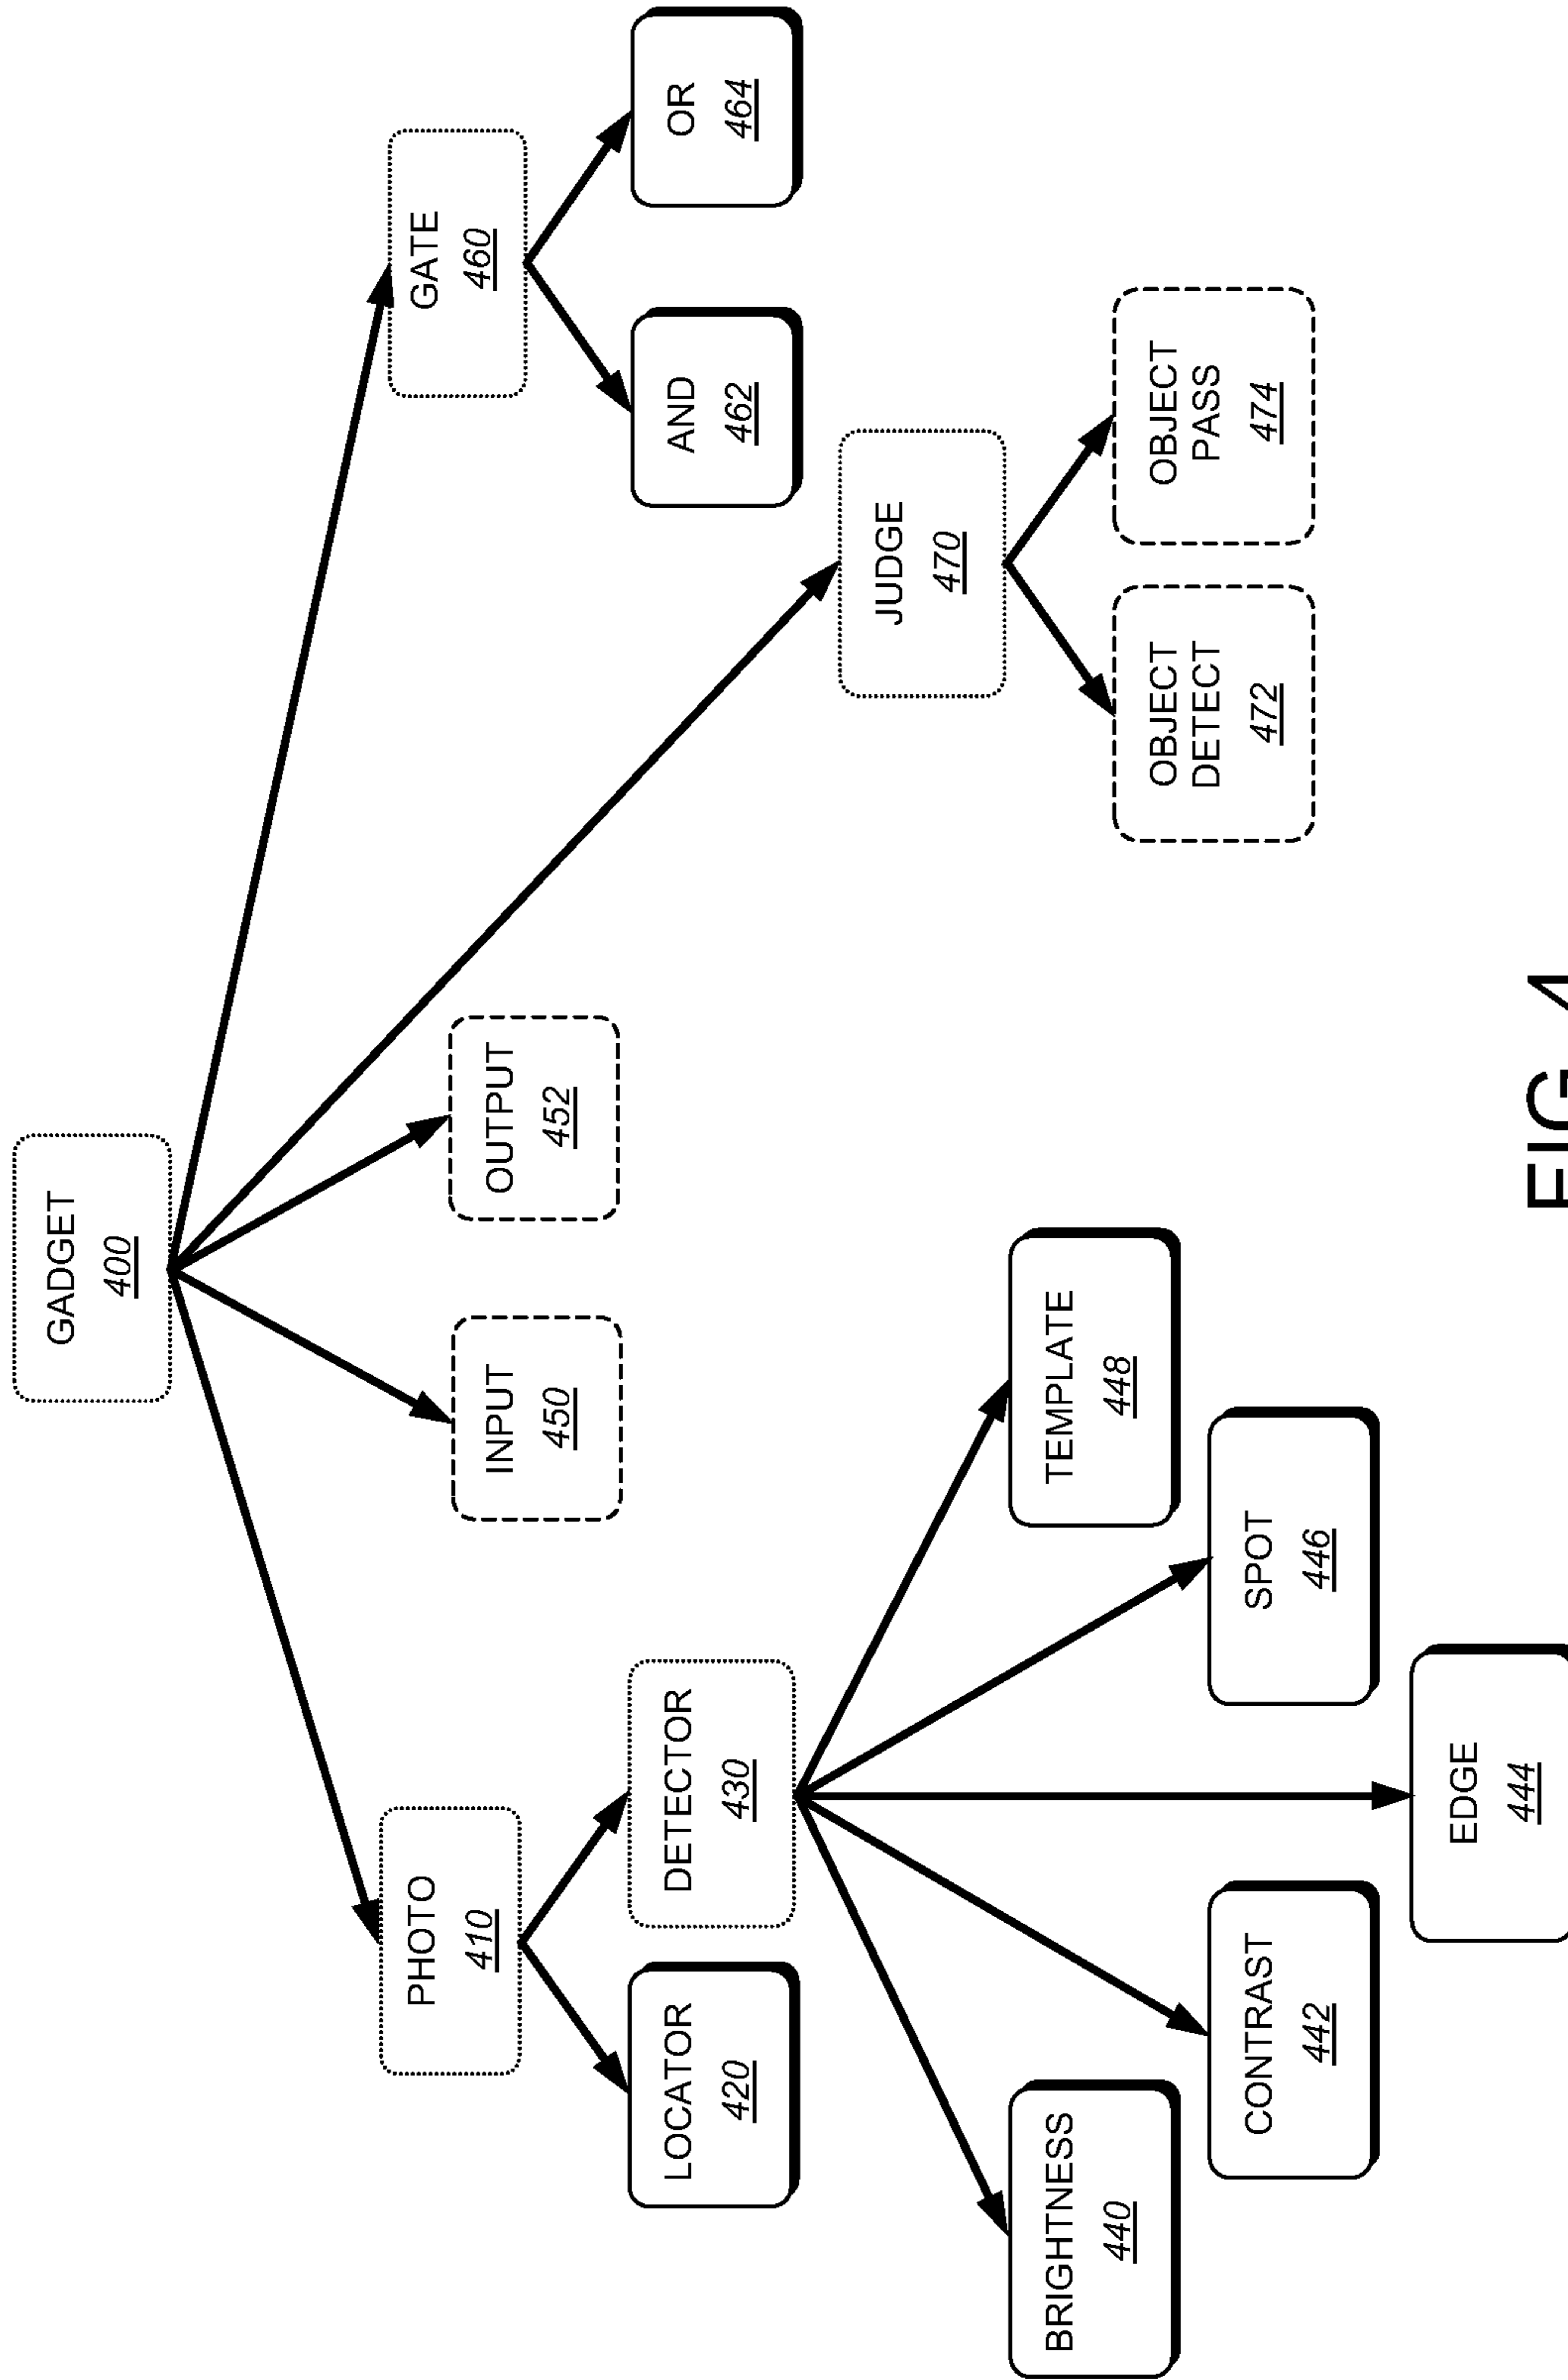 GADGET
400
PHOTO
410
GATE
460
INPUT
450
OUTPUT
452
LOCATOR
420
DETECTOR
430
AND
462
OR
464
JUDGE
470
BRIGHTNESS
440
TEMPLATE
448
OBJECT
DETECT
472
OBJECT
PASS
474
CONTRAST
442
SPOT
446
EDGE
444
FIG. 4